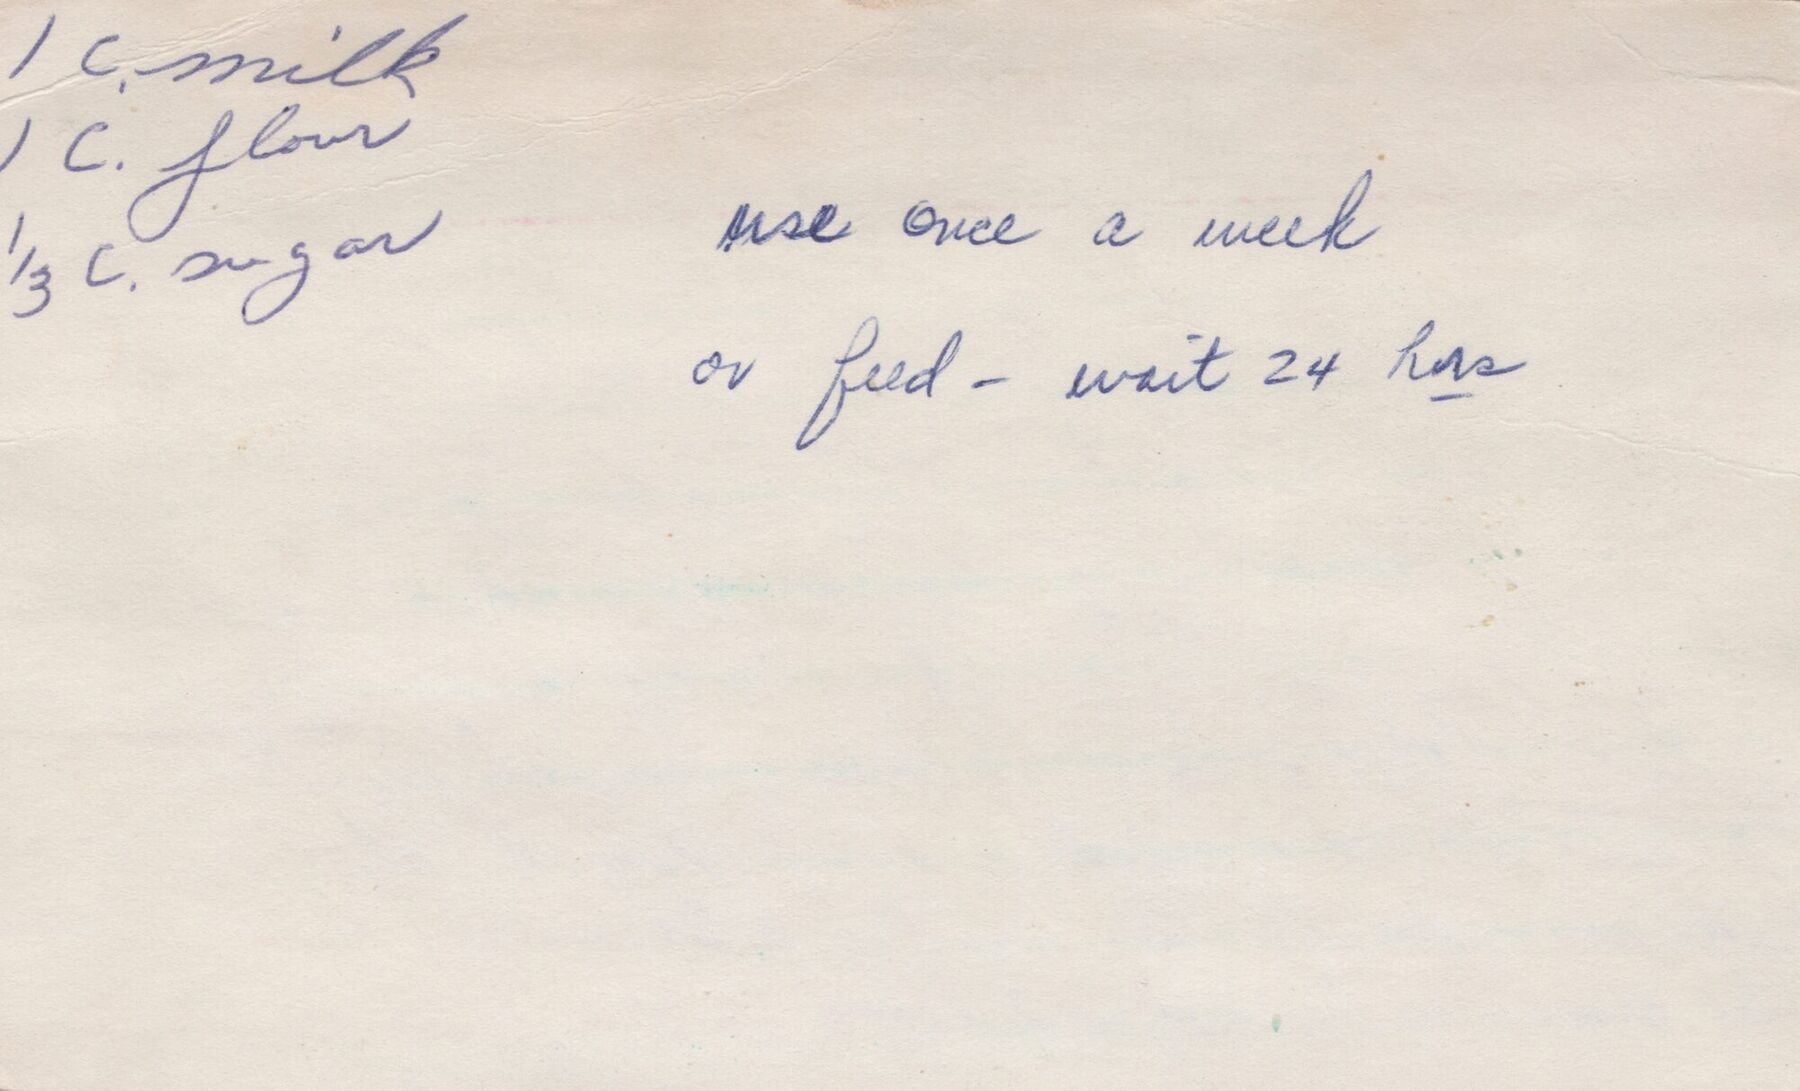 1 C. milk
1 C. flour
1/3 C. sugar
use once a week
or feed - wait 24 hrs